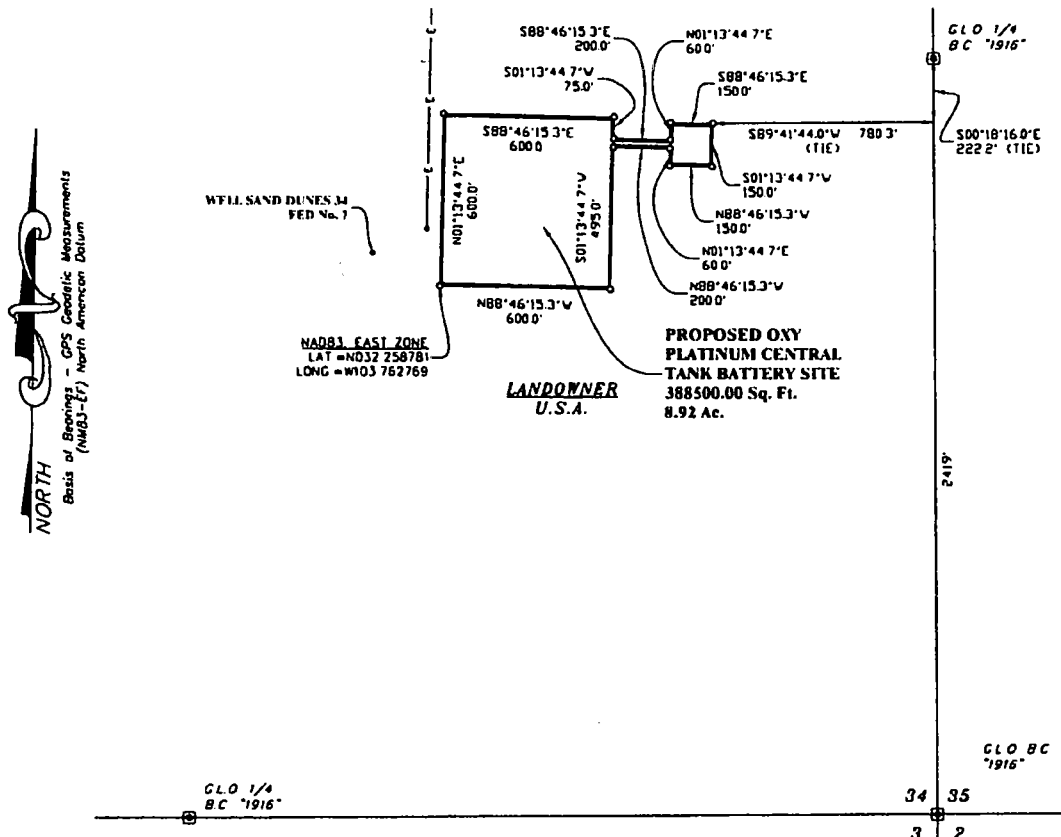 GLO 1/4
BC "1916"
S88°46'15.3"E
200.0'
N01°13'44.7"E
60.0'
S01°13'44.7"W
75.0'
S88°46'15.3"E
150.0'
S88°46'15.3"E
600.0
S89°41'44.0"W 780.3'
(TIE)
S00°18'16.0"E
222.2' (TIE)
N01°13'44.7"E
600.0'
S01°13'44.7"W
495.0'
S01°13'44.7"W
150.0'
WELL SAND DUNES 34
FED No. 7
N88°46'15.3"W
150.0'
N01°13'44.7"E
60.0'
N88°46'15.3"W
200.0'
N88°46'15.3"W
600.0'
NAD83, EAST ZONE
LAT =N032.258781
LONG =W103.762769
LANDOWNER
U.S.A.
PROPOSED OXY
PLATINUM CENTRAL
TANK BATTERY SITE
388500.00 Sq. Ft.
8.92 Ac.
NORTH
Basis of Bearings - GPS Geodetic Measurements
(NM83-EF) North American Datum
2419'
GLO BC
"1916"
GLO 1/4
B.C "1916"
34 35
3 2